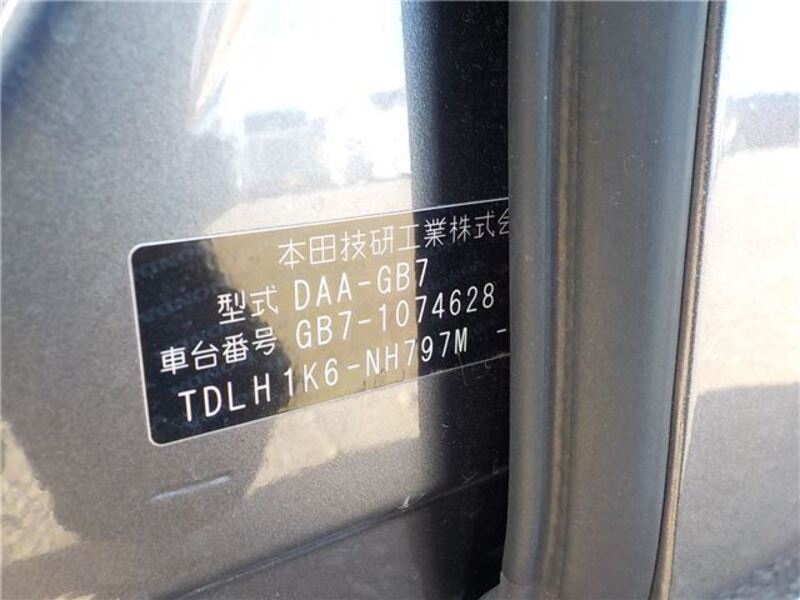 本田技研工業株式会
型式 DAA-GB7
車台番号 GB7-1074628
TDLH1K6-NH797M -